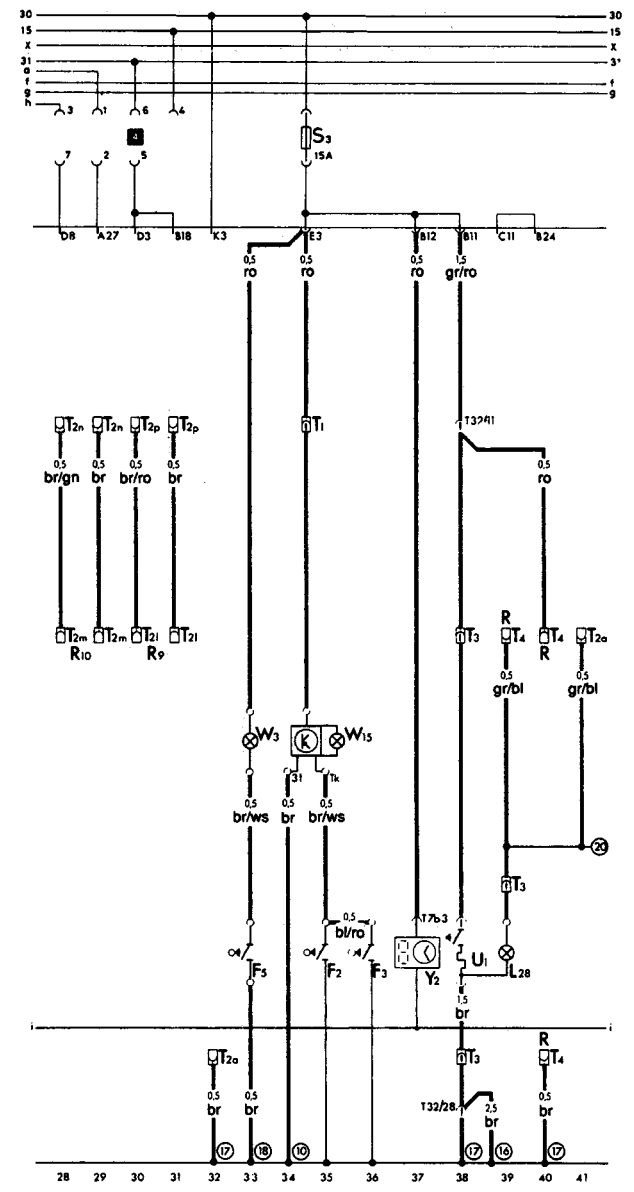 30 30
15 15
X X
31 3'
a
f f
g g
h
3 1 6 4
4
S3
15A
7 2 5
D8 A27 D3 B18 K3 E3 B12 B11 C11 B24
0,5 0,5 0,5 1,5
ro ro ro gr/ro
T2n T2n T2p T2p T1 T32/11
0,5 0,5 0,5 0,5 0,5
br/gn br br/ro br ro
R
T2m T2m T2l T2l T3 T4 T4 T2a
R10 R9 R
0,5 0,5
gr/bl gr/bl
W3 K W15
31 Tk
0,5 0,5 0,5
br/ws br br/ws
20
T3
0,5 T7b3
bl/ro
F5 F2 F3 Y2 U1 L28
1,5
br
i i
R
T2a T3 T4
0,5 0,5 T32/28 2,5 0,5
br br br br
17 18 10 17 16 17
28 29 30 31 32 33 34 35 36 37 38 39 40 41